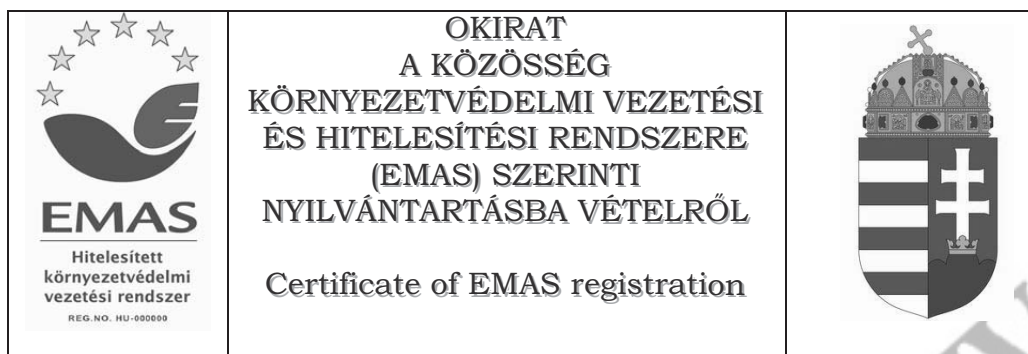 EMAS
Hitelesített
környezetvédelmi
vezetési rendszer
REG.NO. HU-000000
OKIRAT
A KÖZÖSSÉG
KÖRNYEZETVÉDELMI VEZETÉSI
ÉS HITELESÍTÉSI RENDSZERE
(EMAS) SZERINTI
NYILVÁNTARTÁSBA VÉTELRŐL
Certificate of EMAS registration